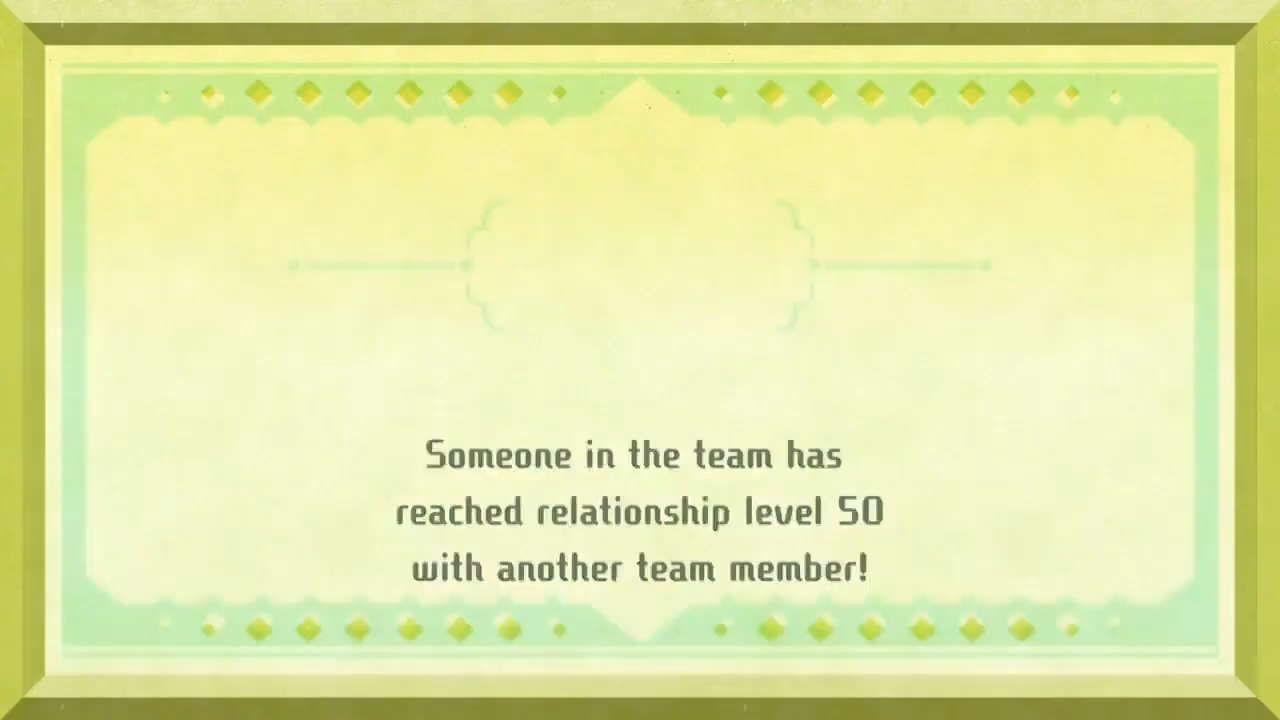 Someone in the team has
reached relationship level 50
with another team member!